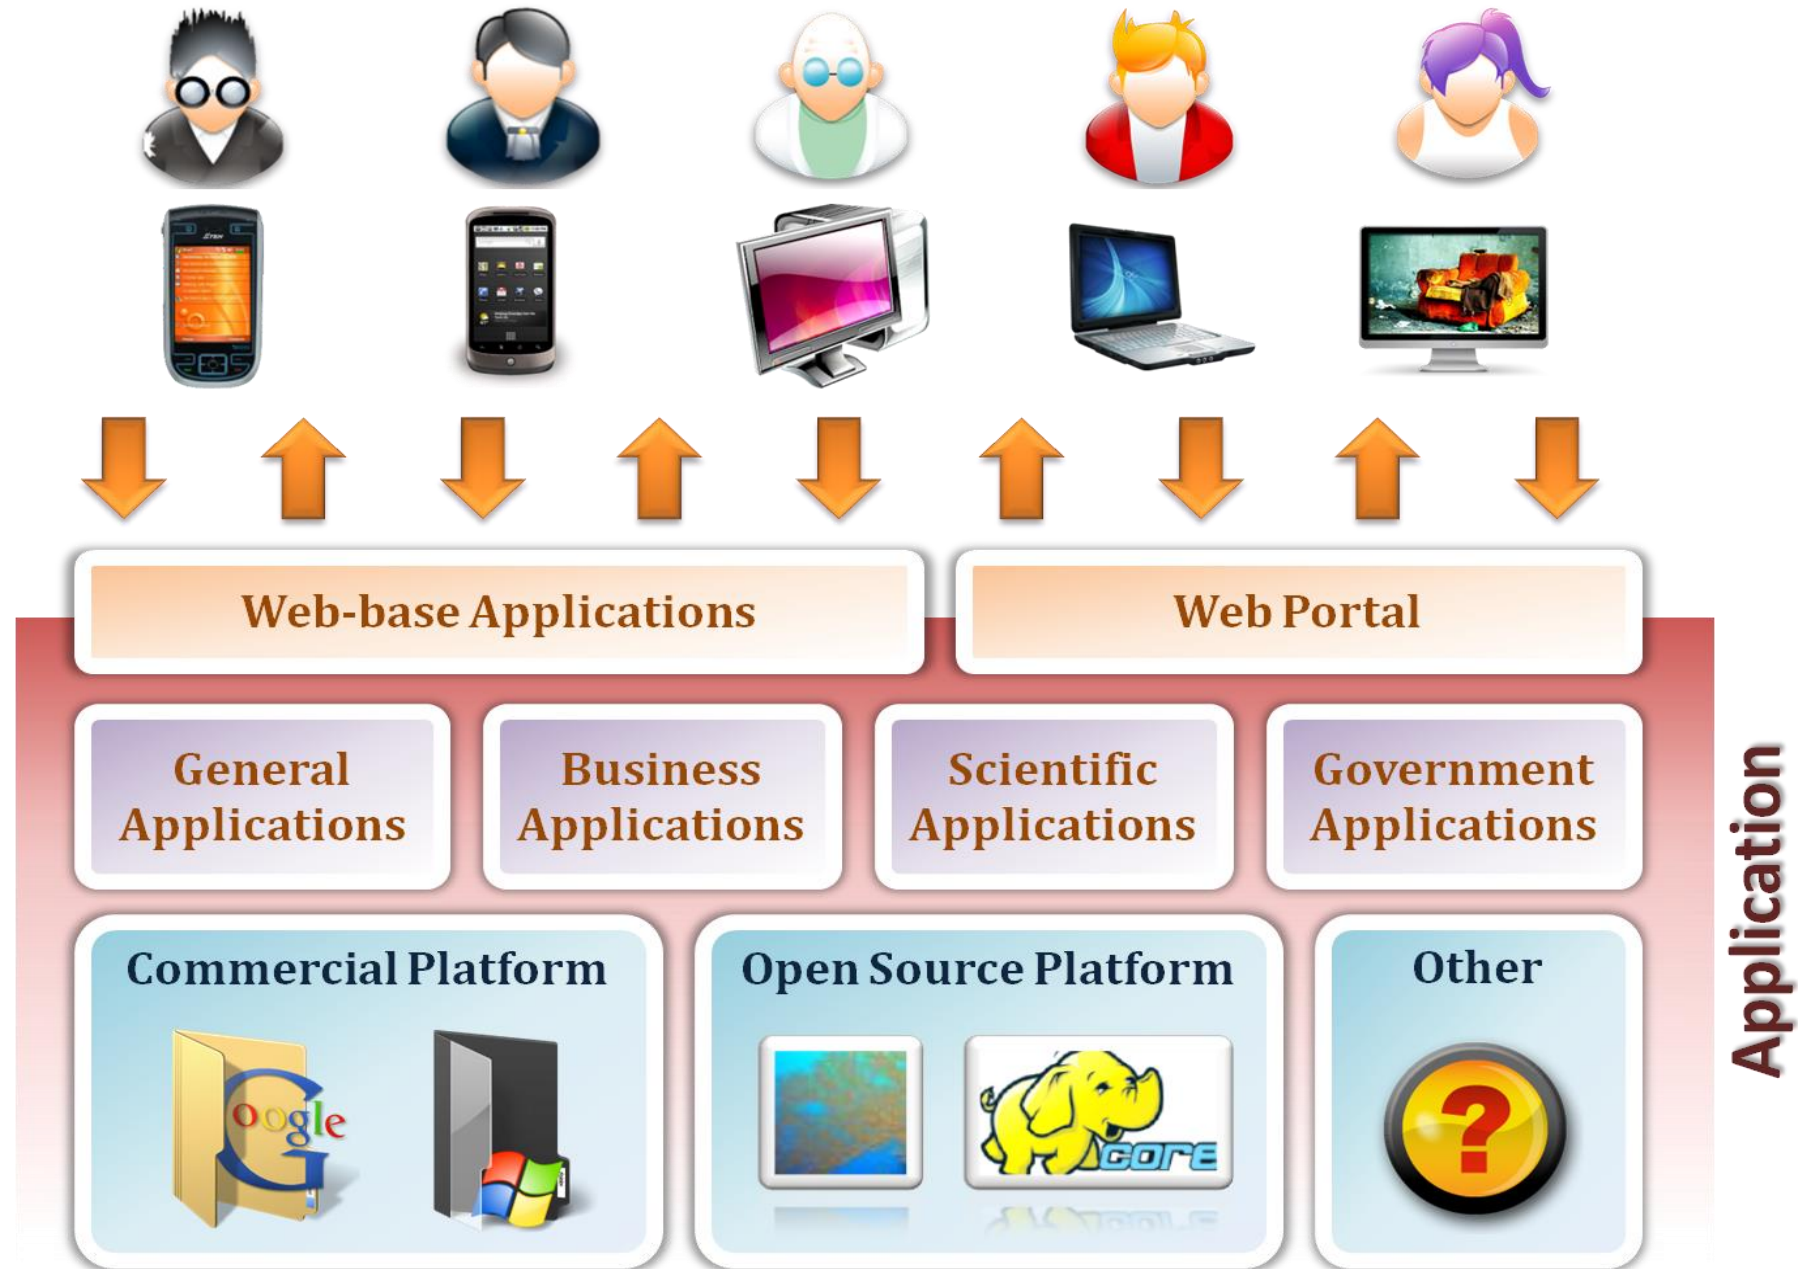 Web-base Applications
Web Portal
General
Applications
Business
Applications
Scientific
Applications
Government
Applications
Application
Commercial Platform
Open Source Platform
Other
Google
core
?